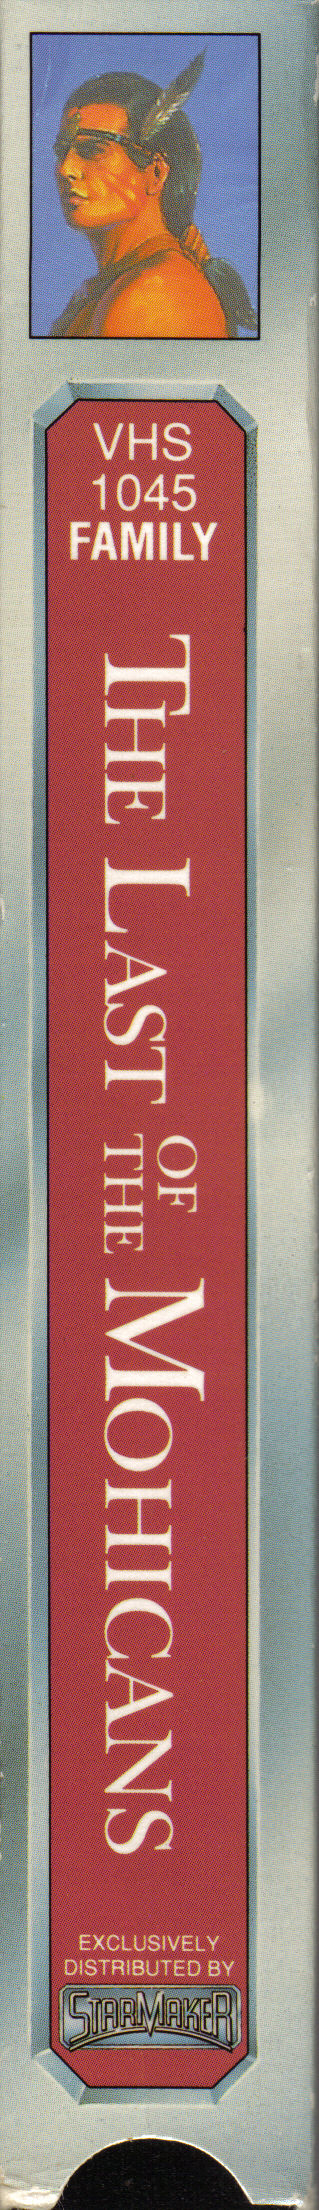 VHS
1045
FAMILY
THE LAST OF THE MOHICANS
EXCLUSIVELY
DISTRIBUTED BY
STARMAKER